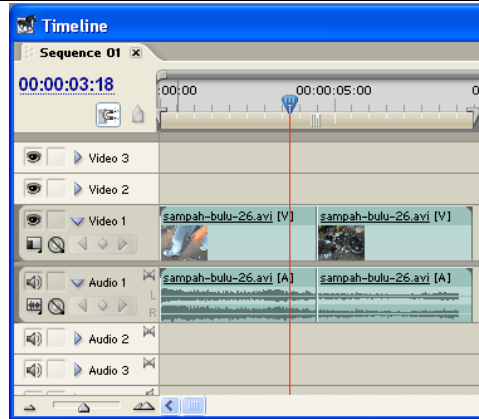 Timeline
Sequence 01
00:00:03:18
:00:00 00:00:05:00 0
Video 3
Video 2
Video 1
sampah-bulu-26.avi [V] sampah-bulu-26.avi [V]
Audio 1
sampah-bulu-26.avi [A] sampah-bulu-26.avi [A]
L
R
Audio 2
Audio 3